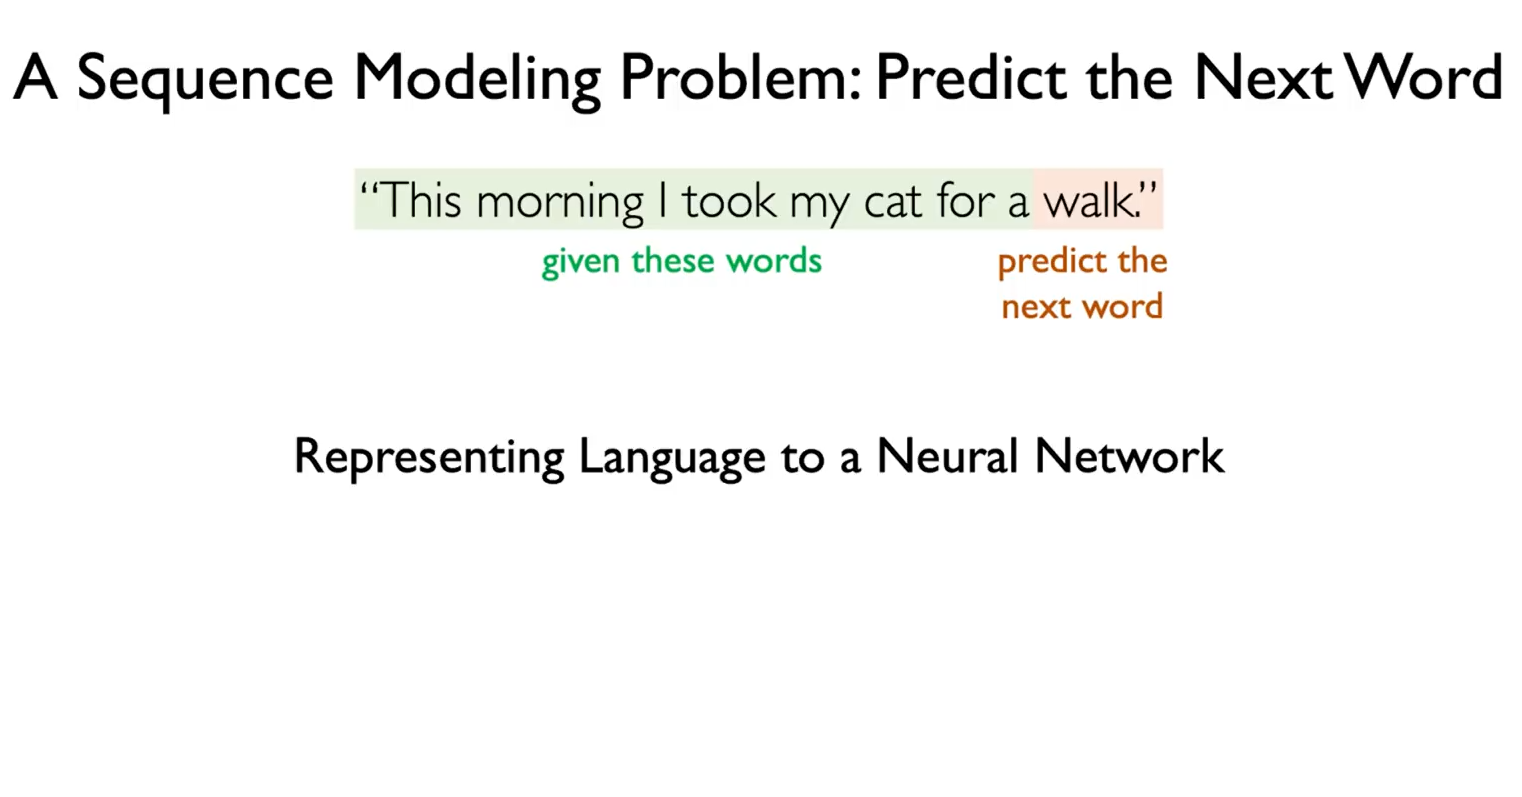 A Sequence Modeling Problem: Predict the Next Word
“This morning I took my cat for a walk.”
given these words
predict the
next word
Representing Language to a Neural Network